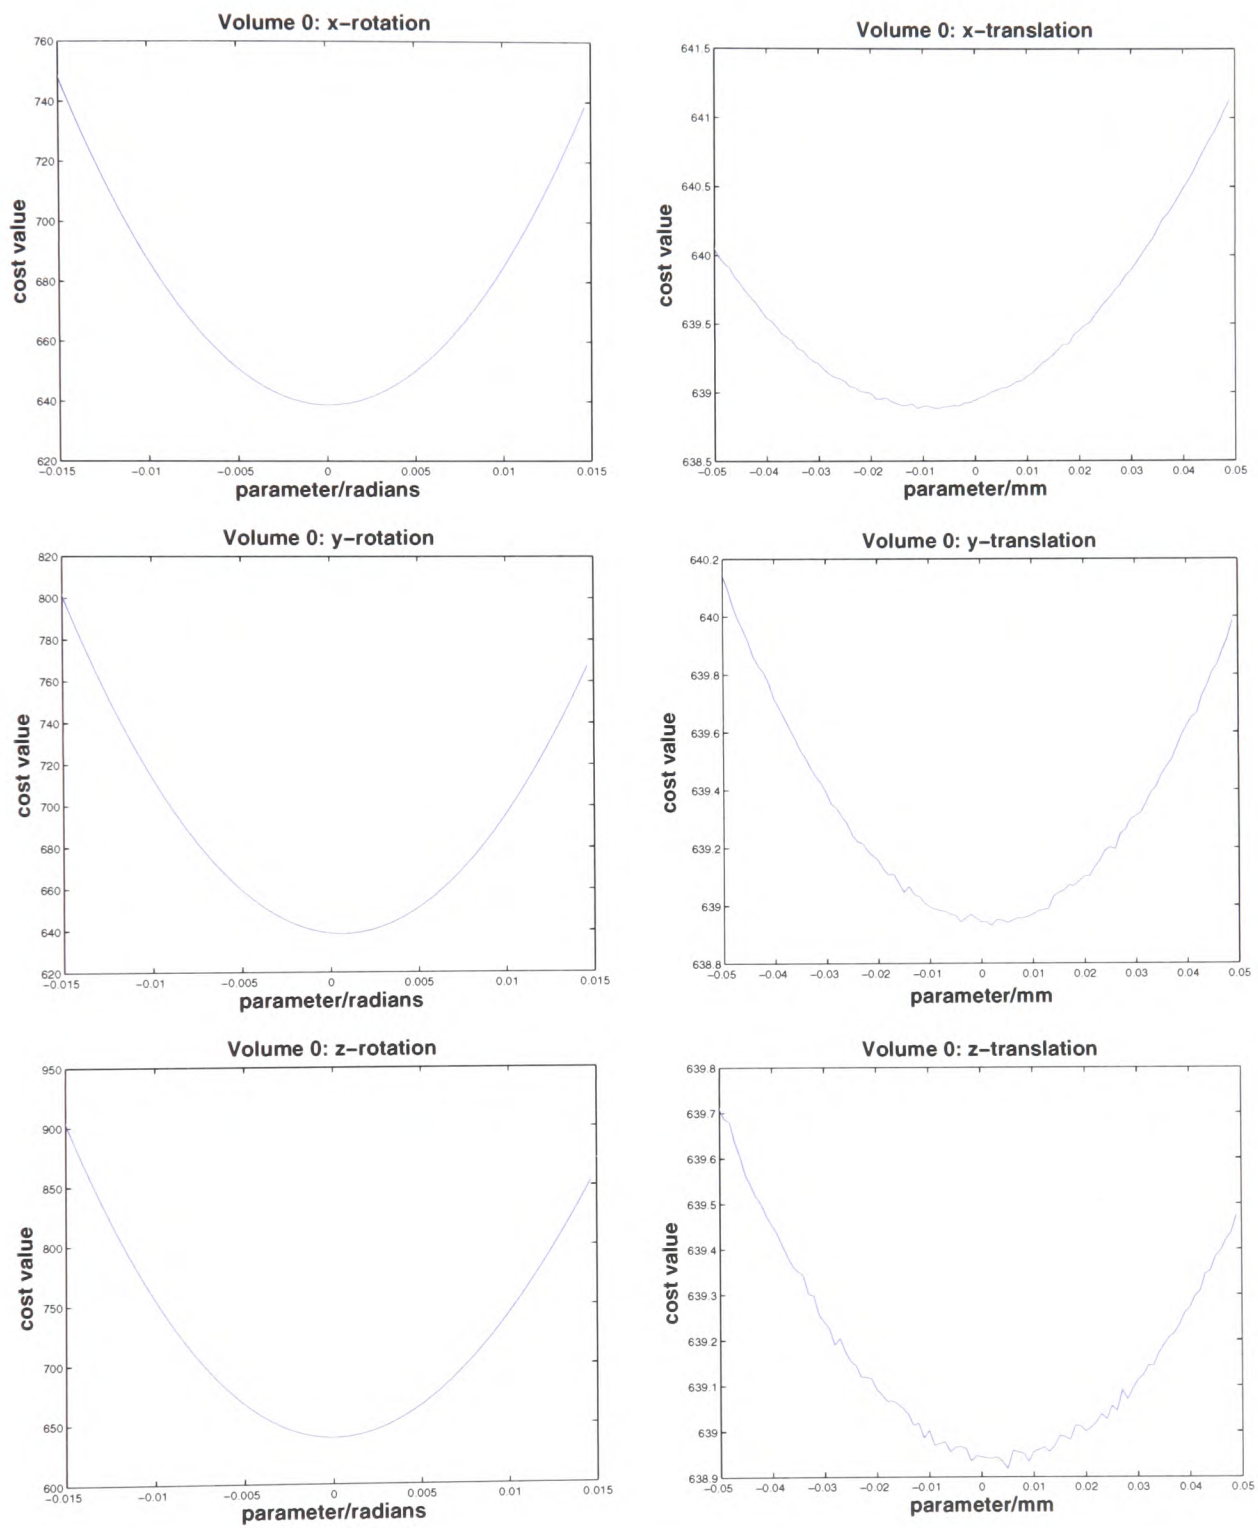 Volume 0: x−rotation
760
740
720
700
680
660
640
620
cost value
−0.015 −0.01 −0.005 0 0.005 0.01 0.015
parameter/radians
Volume 0: x−translation
641.5
641
640.5
640
639.5
639
638.5
cost value
−0.05 −0.04 −0.03 −0.02 −0.01 0 0.01 0.02 0.03 0.04 0.05
parameter/mm
Volume 0: y−rotation
820
800
780
760
740
720
700
680
660
640
620
cost value
−0.015 −0.01 −0.005 0 0.005 0.01 0.015
parameter/radians
Volume 0: y−translation
640.2
640
639.8
639.6
639.4
639.2
639
638.8
cost value
−0.05 −0.04 −0.03 −0.02 −0.01 0 0.01 0.02 0.03 0.04 0.05
parameter/mm
Volume 0: z−rotation
950
900
850
800
750
700
650
600
cost value
−0.015 −0.01 −0.005 0 0.005 0.01 0.015
parameter/radians
Volume 0: z−translation
639.8
639.7
639.6
639.5
639.4
639.3
639.2
639.1
639
638.9
cost value
−0.05 −0.04 −0.03 −0.02 −0.01 0 0.01 0.02 0.03 0.04 0.05
parameter/mm